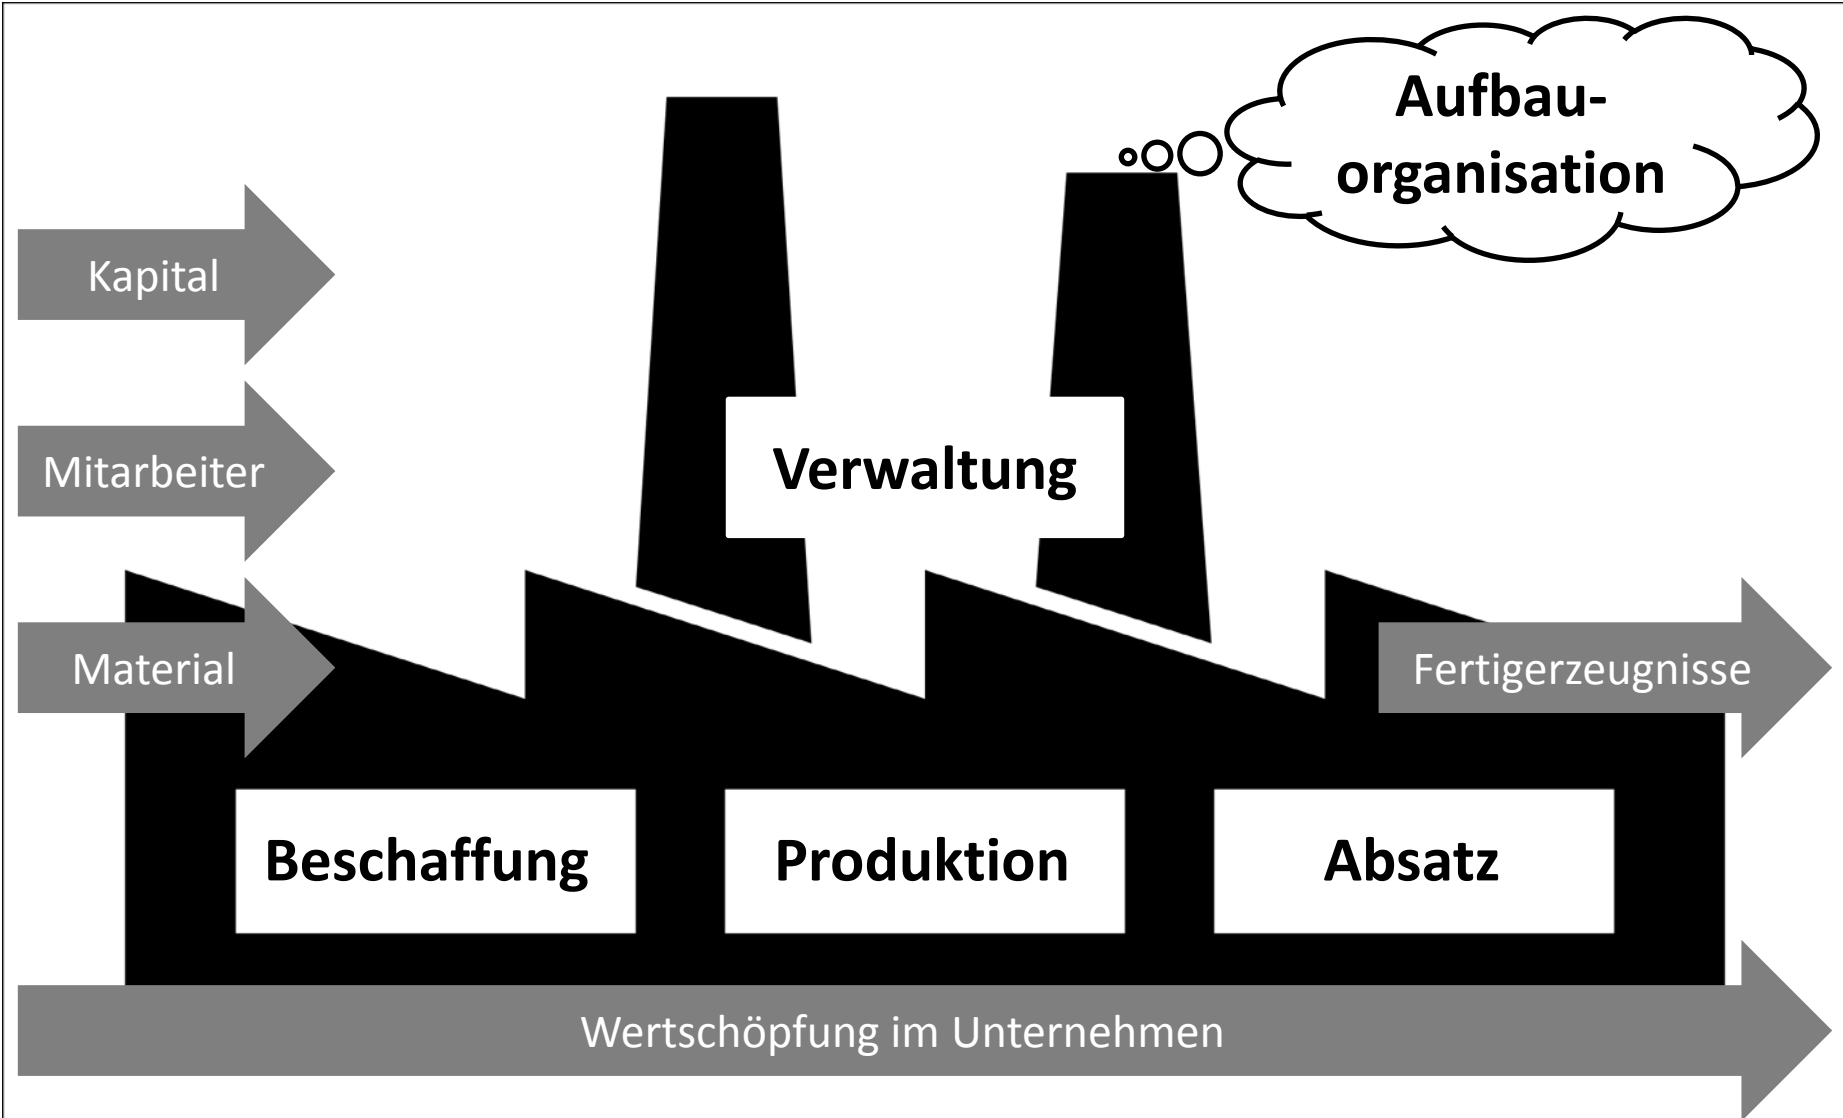 Aufbau-
organisation
Kapital
Mitarbeiter
Verwaltung
Material
Fertigerzeugnisse
Beschaffung
Produktion
Absatz
Wertschöpfung im Unternehmen